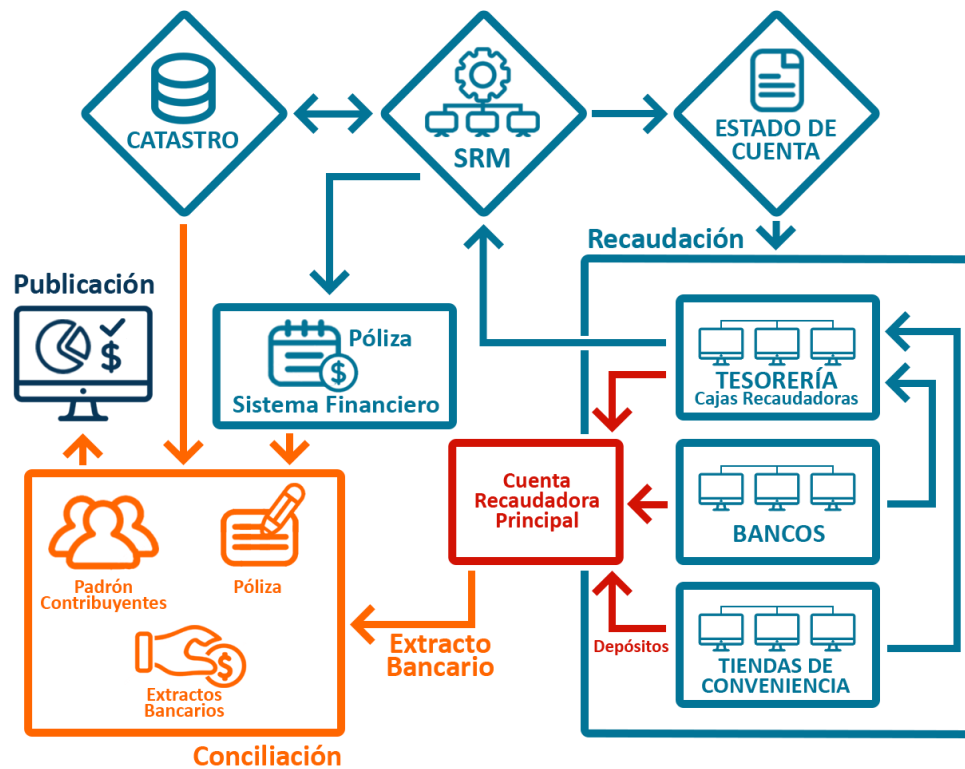 CATASTRO
SRM
ESTADO DE
CUENTA
Recaudación
Publicación
$
Póliza
$
Sistema Financiero
TESORERÍA
Cajas Recaudadoras
Cuenta
Recaudadora
Principal
BANCOS
Padrón
Contribuyentes
Póliza
Extracto
Bancario
Depósitos
$
Extractos
Bancarios
TIENDAS DE
CONVENIENCIA
Conciliación